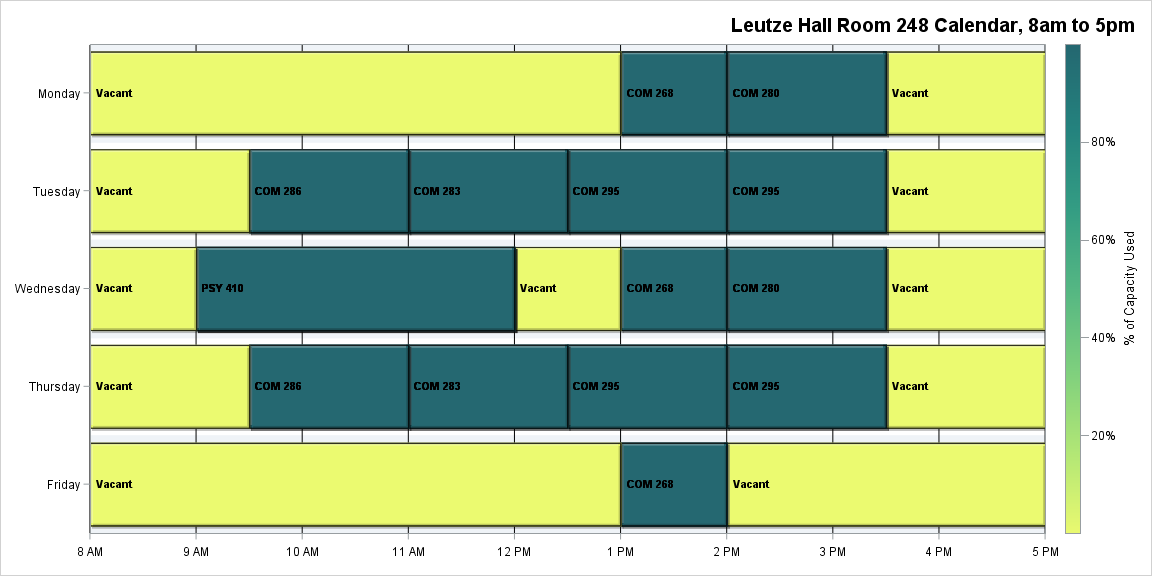 Leutze Hall Room 248 Calendar, 8am to 5pm
Monday Vacant COM 268 COM 280 Vacant
80%
Tuesday Vacant COM 286 COM 283 COM 295 COM 295 Vacant
60%
% of Capacity Used
Wednesday Vacant PSY 410 Vacant COM 268 COM 280 Vacant
40%
Thursday Vacant COM 286 COM 283 COM 295 COM 295 Vacant
20%
Friday Vacant COM 268 Vacant
8 AM 9 AM 10 AM 11 AM 12 PM 1 PM 2 PM 3 PM 4 PM 5 PM